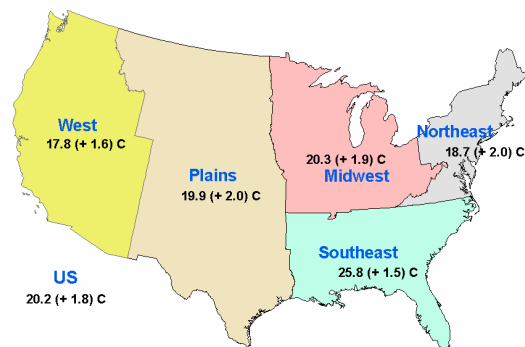 West
17.8 (+ 1.6) C
Plains
19.9 (+ 2.0) C
20.3 (+ 1.9) C
Midwest
Northeast
18.7 (+ 2.0) C
Southeast
25.8 (+ 1.5) C
US
20.2 (+ 1.8) C